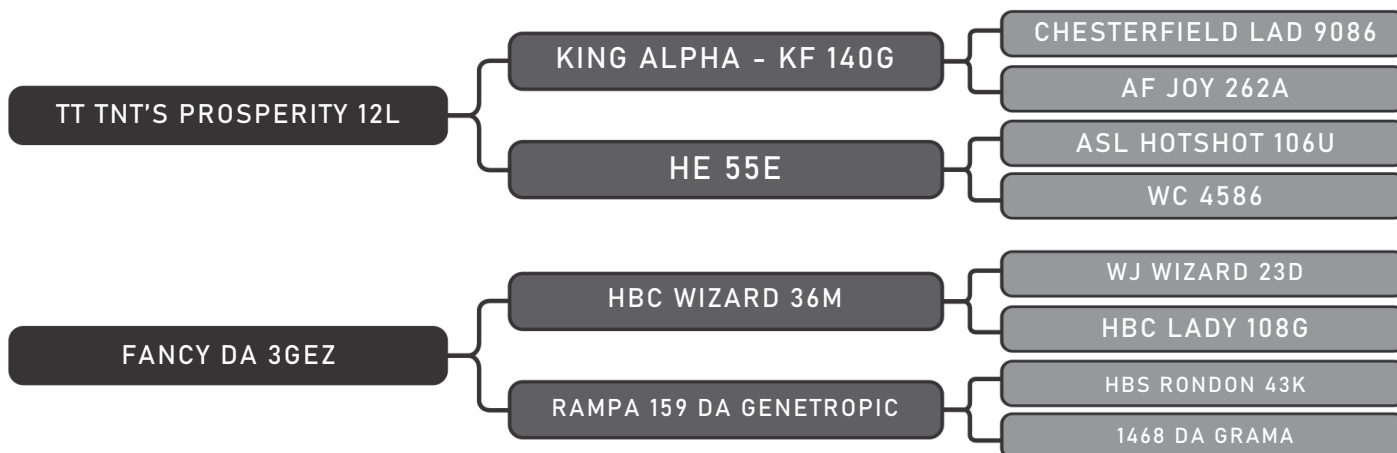 TT TNT'S PROSPERITY 12L
KING ALPHA - KF 140G
HE 55E
CHESTERFIELD LAD 9086
AF JOY 262A
ASL HOTSHOT 106U
WC 4586
FANCY DA 3GEZ
HBC WIZARD 36M
RAMPA 159 DA GENETROPIC
WJ WIZARD 23D
HBC LADY 108G
HBS RONDON 43K
1468 DA GRAMA